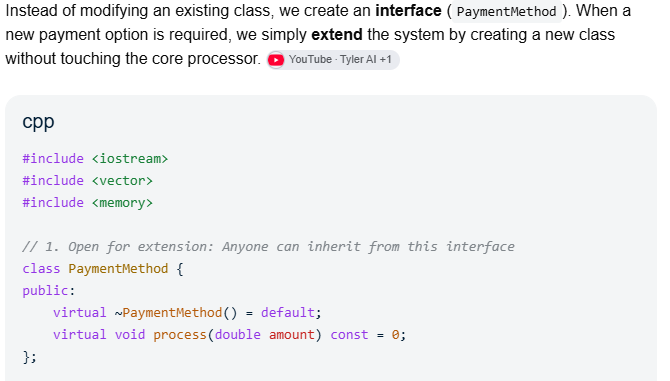 Instead of modifying an existing class, we create an interface ( PaymentMethod ). When a
new payment option is required, we simply extend the system by creating a new class
without touching the core processor. YouTube · Tyler AI +1
cpp
#include <iostream>
#include <vector>
#include <memory>
// 1. Open for extension: Anyone can inherit from this interface
class PaymentMethod {
public:
    virtual ~PaymentMethod() = default;
    virtual void process(double amount) const = 0;
};